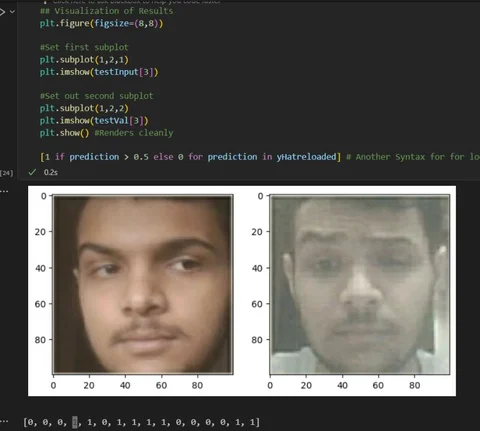 ## Visualization of Results
plt.figure(figsize=(8,8))
#Set first subplot
plt.subplot(1,2,1)
plt.imshow(testInput[3])
#Set out second subplot
plt.subplot(1,2,2)
plt.imshow(testVal[3])
plt.show() #Renders cleanly
[1 if prediction > 0.5 else 0 for prediction in yHatreloaded] # Another Syntax for for lo
[24]
0.2s
...
0
20
40
60
80
0 20 40 60 80
0
20
40
60
80
0 20 40 60 80
... [0, 0, 0, , 1, 0, 1, 1, 1, 1, 0, 0, 0, 0, 1, 1]